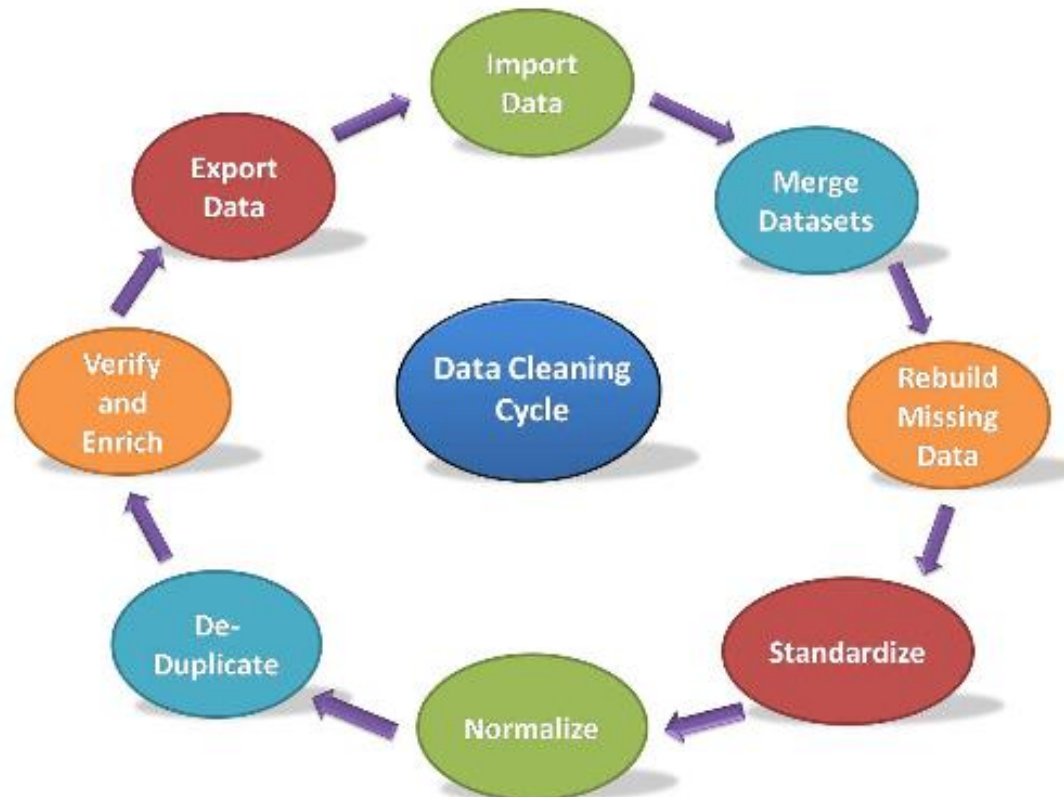 Import
Data
Merge
Datasets
Rebuild
Missing
Data
Standardize
Normalize
De-
Duplicate
Verify
and
Enrich
Export
Data
Data Cleaning
Cycle